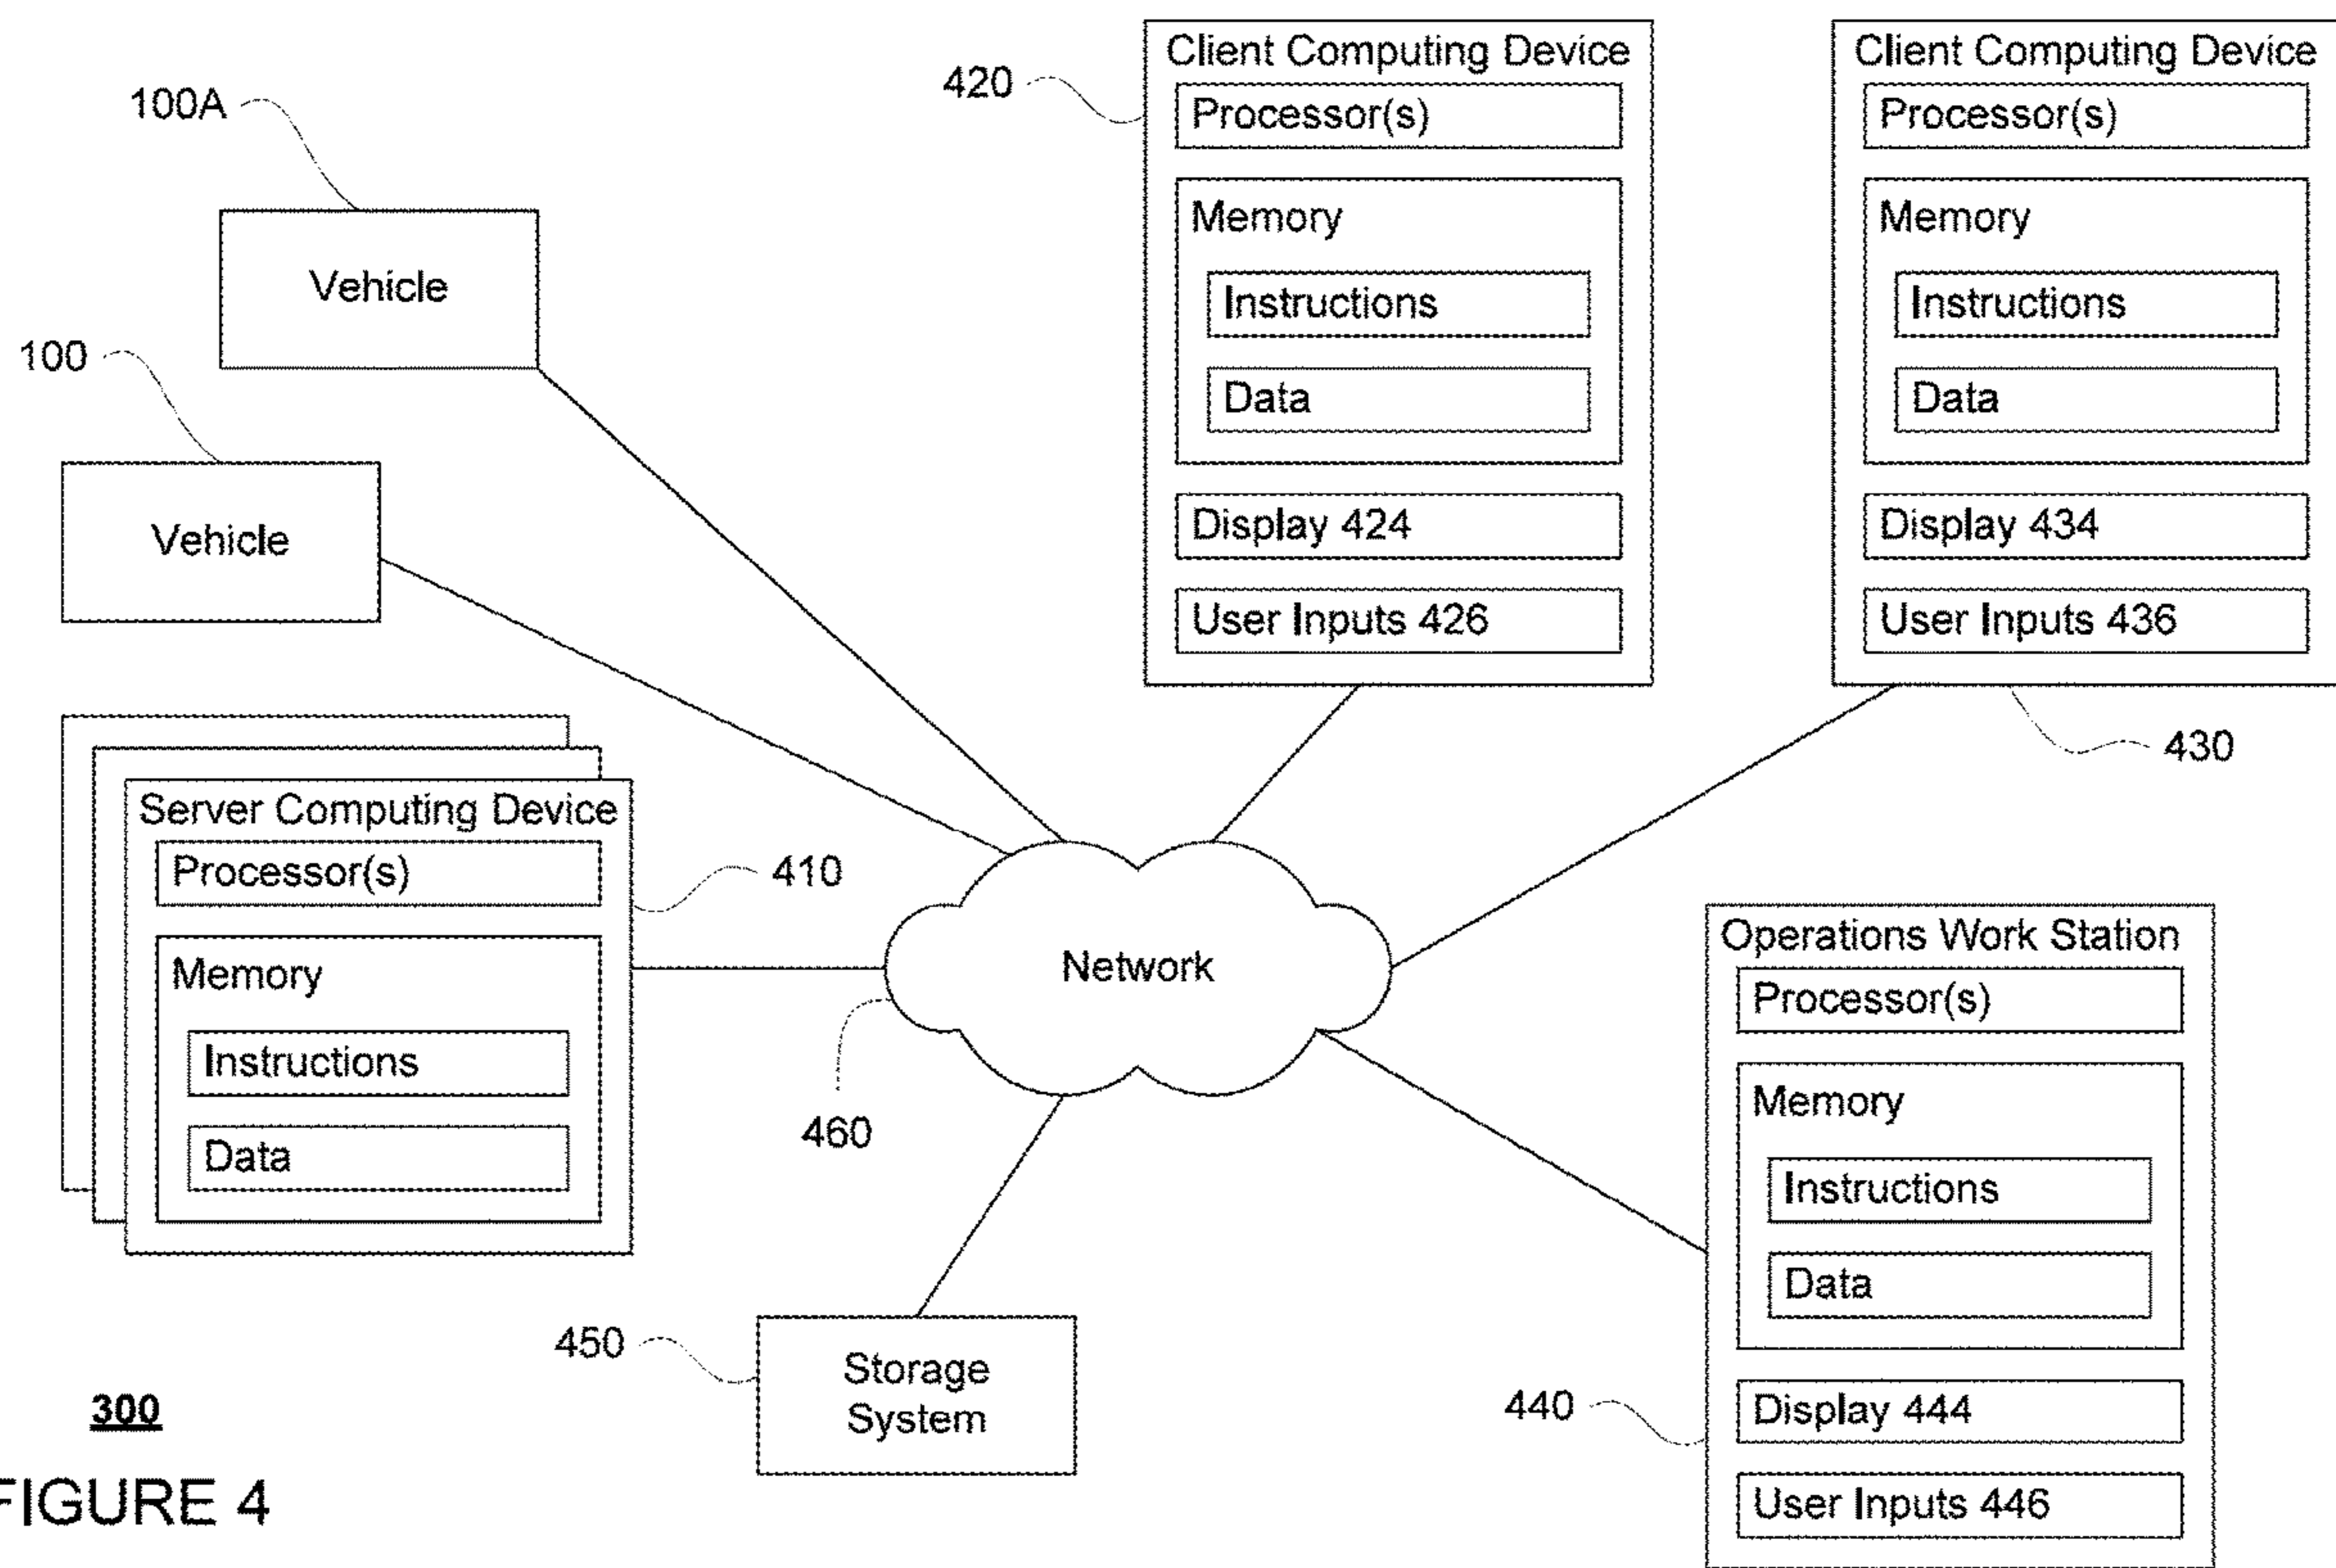 100A
Vehicle
100
Vehicle
420
Client Computing Device
Processor(s)
Memory
Instructions
Data
Display 424
User Inputs 426
Client Computing Device
Processor(s)
Memory
Instructions
Data
Display 434
User Inputs 436
430
Server Computing Device
Processor(s)
Memory
Instructions
Data
410
Network
460
Operations Work Station
Processor(s)
Memory
Instructions
Data
Display 444
User Inputs 446
440
450
Storage
System
300
FIGURE 4